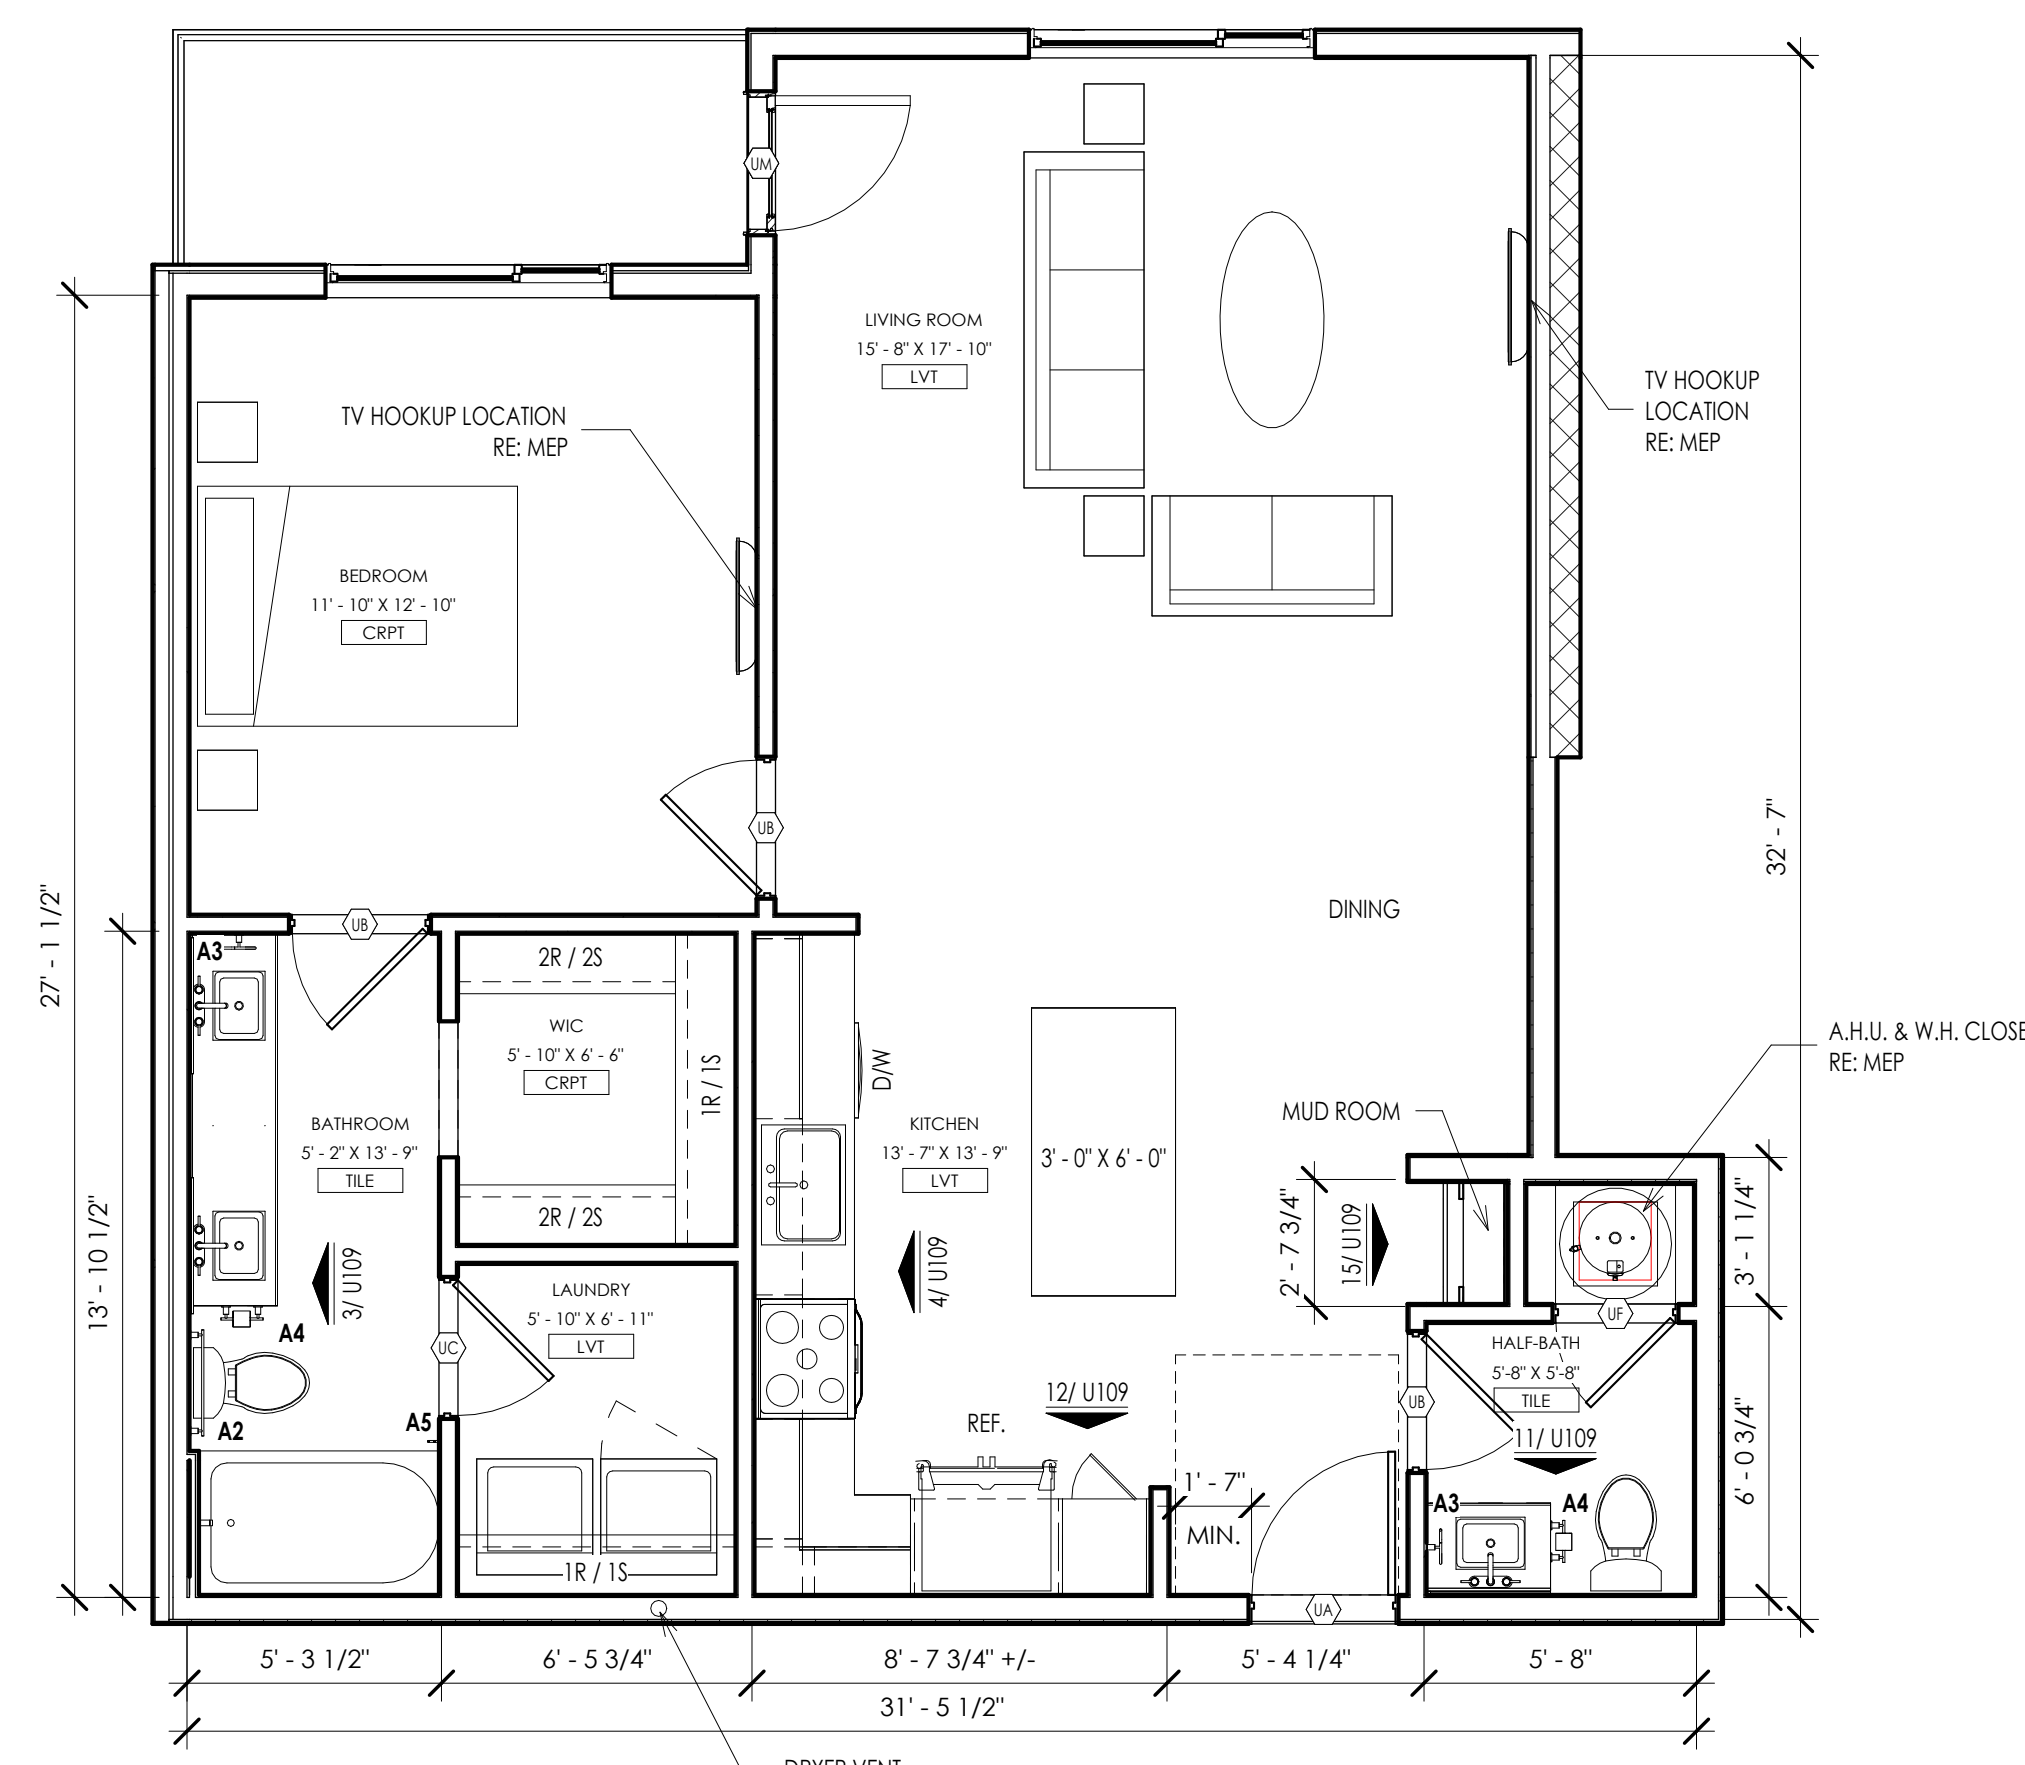 UM
LIVING ROOM
15' - 8" X 17' - 10"
LVT
TV HOOKUP
LOCATION
RE: MEP
TV HOOKUP LOCATION
RE: MEP
BEDROOM
11' - 10" X 12' - 10"
CRPT
UB
32' - 7"
27' - 1 1/2"
DINING
UB
A3
2R / 2S
WIC
5' - 10" X 6' - 6"
CRPT
1R / 1S
D/W
A.H.U. & W.H. CLOSE
RE: MEP
MUD ROOM
BATHROOM
5' - 2" X 13' - 9"
TILE
KITCHEN
13' - 7" X 13' - 9"
LVT
3' - 0" X 6' - 0"
13' - 10 1/2"
2R / 2S
2' - 7 3/4"
15/ U109
3' - 1 1/4"
3/ U109
4/ U109
LAUNDRY
5' - 10" X 6' - 11"
LVT
A4
UC
UF
HALF-BATH
5'-8" X 5'-8"
TILE
UB
12/ U109
REF.
A2
A5
11/ U109
1' - 7"
MIN.
A3
A4
6' - 0 3/4"
1R / 1S
UA
5' - 3 1/2"
6' - 5 3/4"
8' - 7 3/4" +/-
5' - 4 1/4"
5' - 8"
31' - 5 1/2"
DRYER VENT